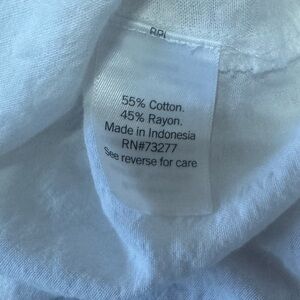 55% Cotton.
45% Rayon.
Made in Indonesia
RN#73277
See reverse for care